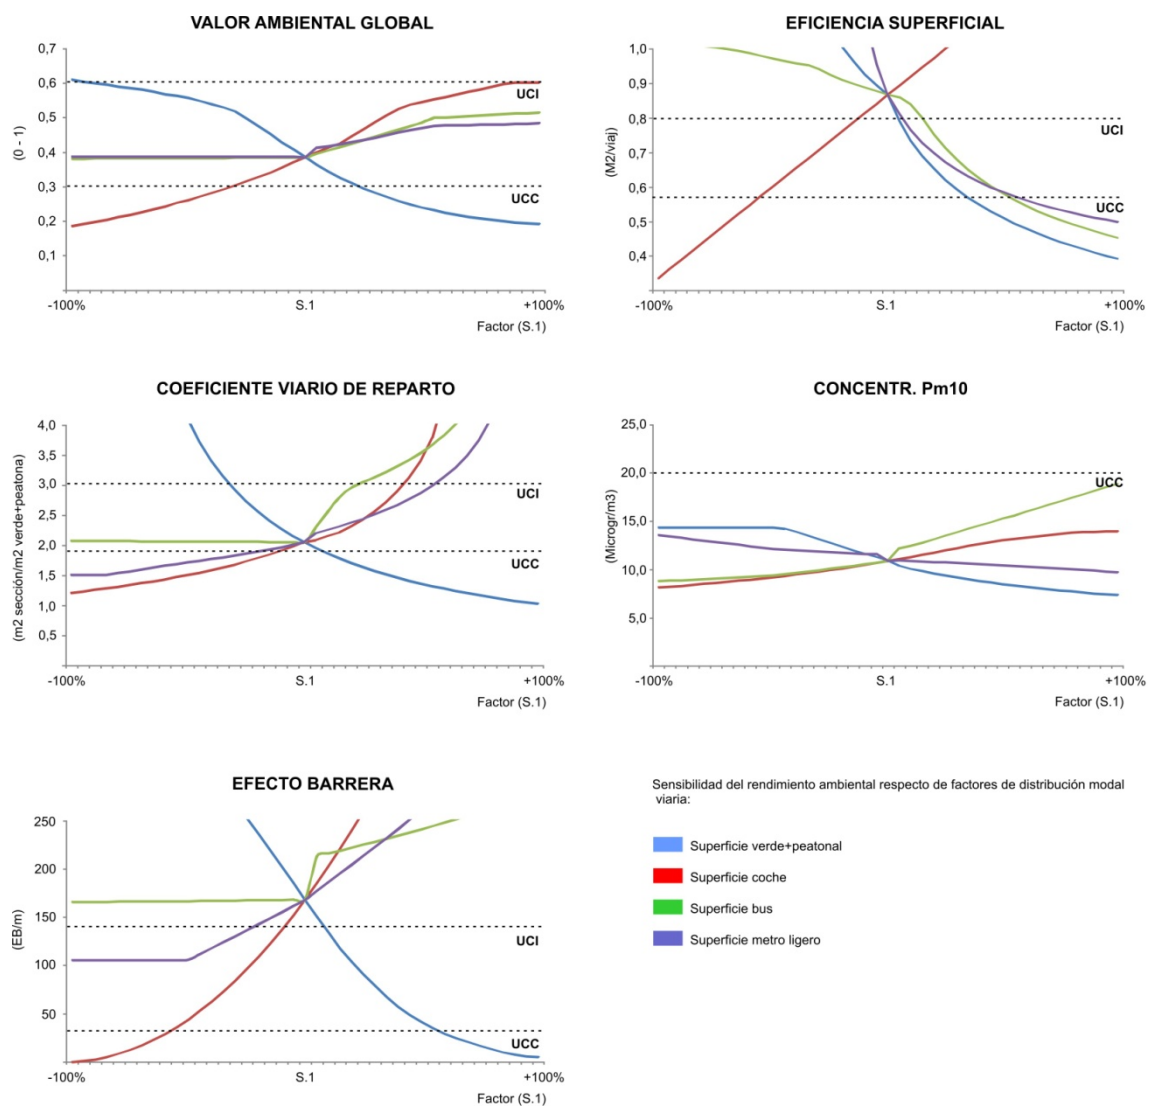 VALOR AMBIENTAL GLOBAL
0,7
0,6
0,5
0,4
0,3
0,2
0,1
(0 - 1)
UCI
UCC
-100%
S.1
+100%
Factor (S.1)
EFICIENCIA SUPERFICIAL
1,0
0,9
0,8
0,7
0,6
0,5
0,4
(M2/viaj)
UCI
UCC
-100%
S.1
+100%
Factor (S.1)
COEFICIENTE VIARIO DE REPARTO
4,0
3,5
3,0
2,5
2,0
1,5
1,0
0,5
(m2 sección/m2 verde+peatona)
UCI
UCC
-100%
S.1
+100%
Factor (S.1)
CONCENTR. Pm10
25,0
20.0
15.0
10.0
5,0
(Microgr/m3)
UCC
-100%
S.1
+100%
Factor (S.1)
EFECTO BARRERA
250
200
150
100
50
(EB/m)
UCI
UCC
-100%
S.1
+100%
Factor (S.1)
Sensibilidad del rendimiento ambiental respecto de factores de distribución modal
viaria:
Superficie verde+peatonal
Superficie coche
Superficie bus
Superficie metro ligero